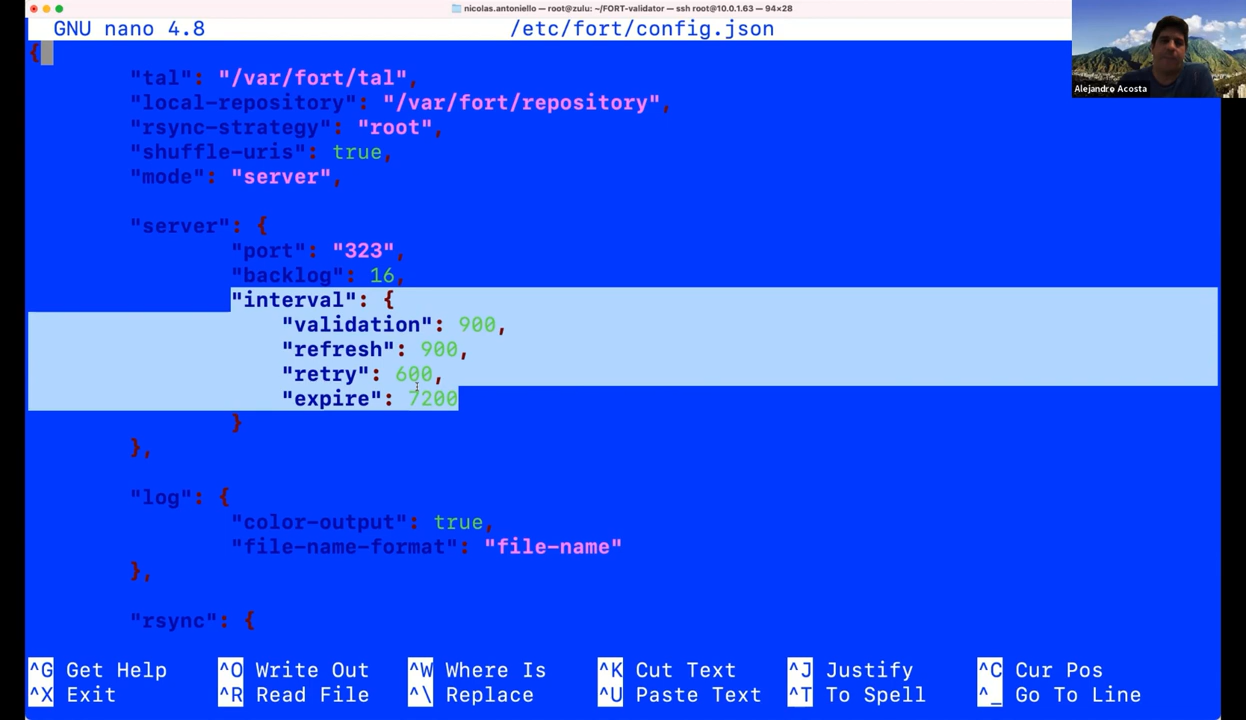 nicolas.antoniello — root@zulu: ~/FORT-validator — ssh root@10.0.1.63 — 94×28
GNU nano 4.8 /etc/fort/config.json
{
"tal": "/var/fort/tal",
"local-repository": "/var/fort/repository",
"rsync-strategy": "root",
"shuffle-uris": true,
"mode": "server",
"server": {
"port": "323",
"backlog": 16,
"interval": {
"validation": 900,
"refresh": 900,
"retry": 600,
"expire": 7200
}
},
"log": {
"color-output": true,
"file-name-format": "file-name"
},
"rsync": {
^G Get Help ^O Write Out ^W Where Is ^K Cut Text ^J Justify ^C Cur Pos
^X Exit ^R Read File ^\ Replace ^U Paste Text ^T To Spell ^_ Go To Line
Alejandro Acosta